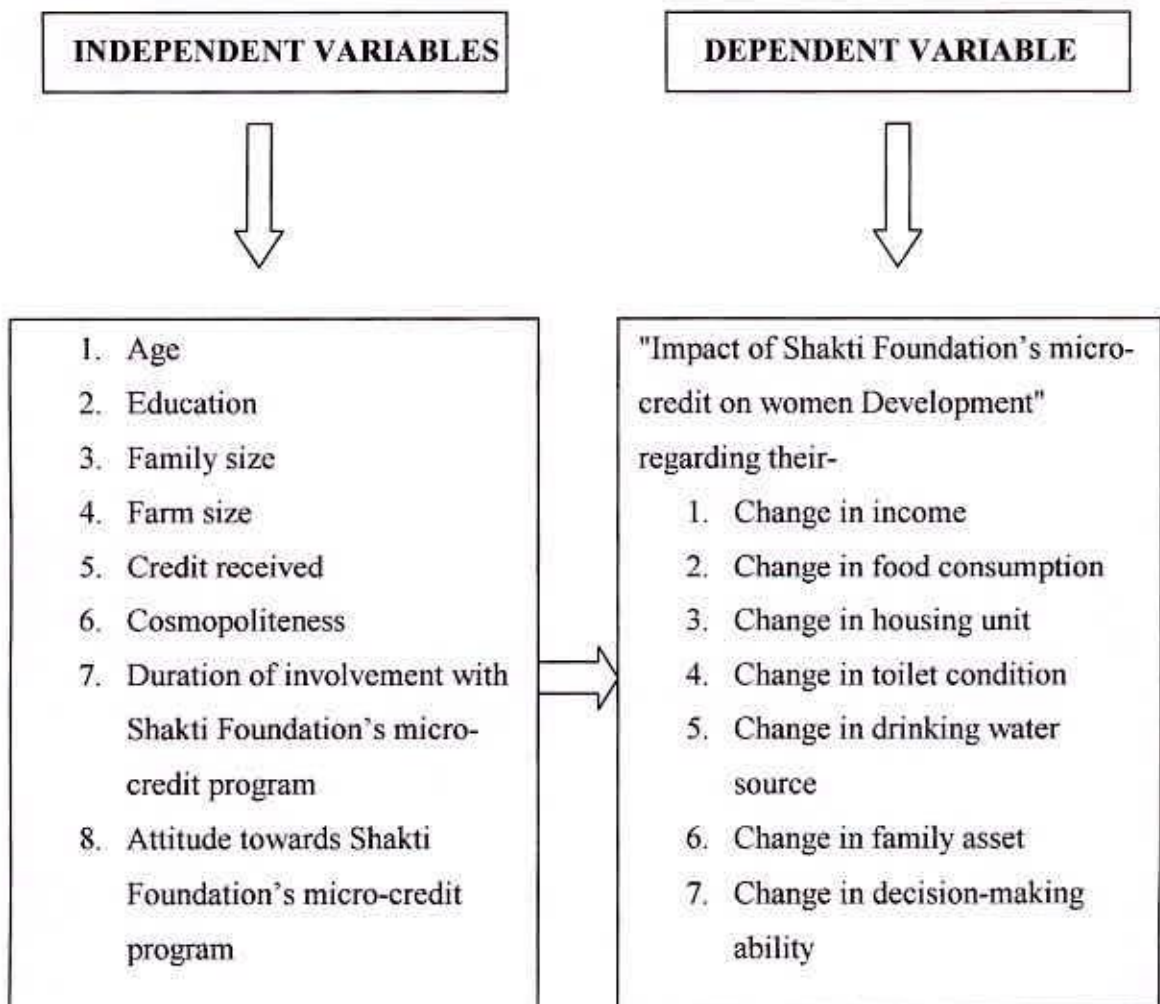 INDEPENDENT VARIABLES
DEPENDENT VARIABLE
1. Age
2. Education
3. Family size
4. Farm size
5. Credit received
6. Cosmopoliteness
7. Duration of involvement with
Shakti Foundation's micro-
credit program
8. Attitude towards Shakti
Foundation's micro-credit
program
"Impact of Shakti Foundation's micro-
credit on women Development"
regarding their-
1. Change in income
2. Change in food consumption
3. Change in housing unit
4. Change in toilet condition
5. Change in drinking water
source
6. Change in family asset
7. Change in decision-making
ability